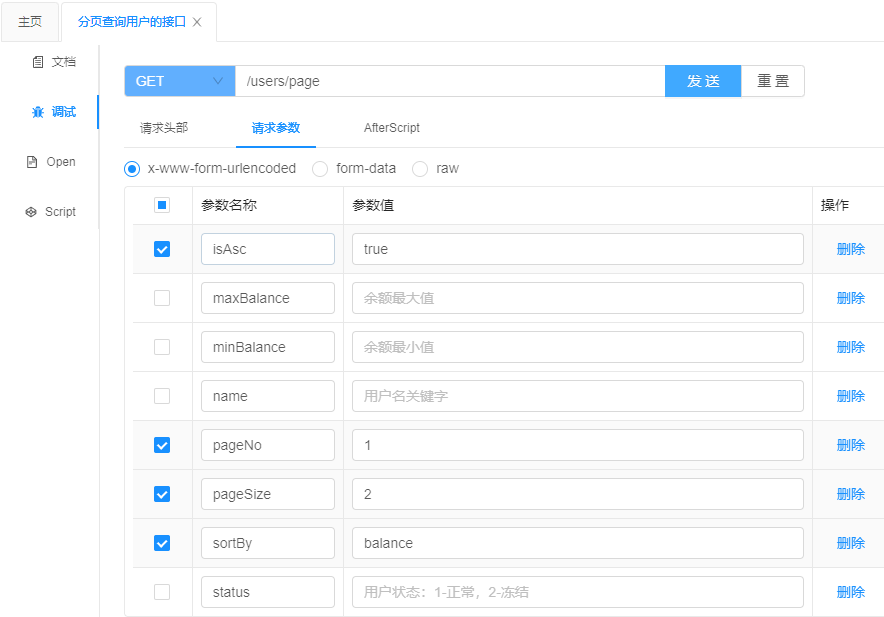 主页
分页查询用户的接口
文档
调试
Open
Script
GET
/users/page
发 送
重 置
请求头部
请求参数
AfterScript
x-www-form-urlencoded
form-data
raw
参数名称
参数值
操作
isAsc
true
删除
maxBalance
余额最大值
删除
minBalance
余额最小值
删除
name
用户名关键字
删除
pageNo
1
删除
pageSize
2
删除
sortBy
balance
删除
status
用户状态：1-正常，2-冻结
删除